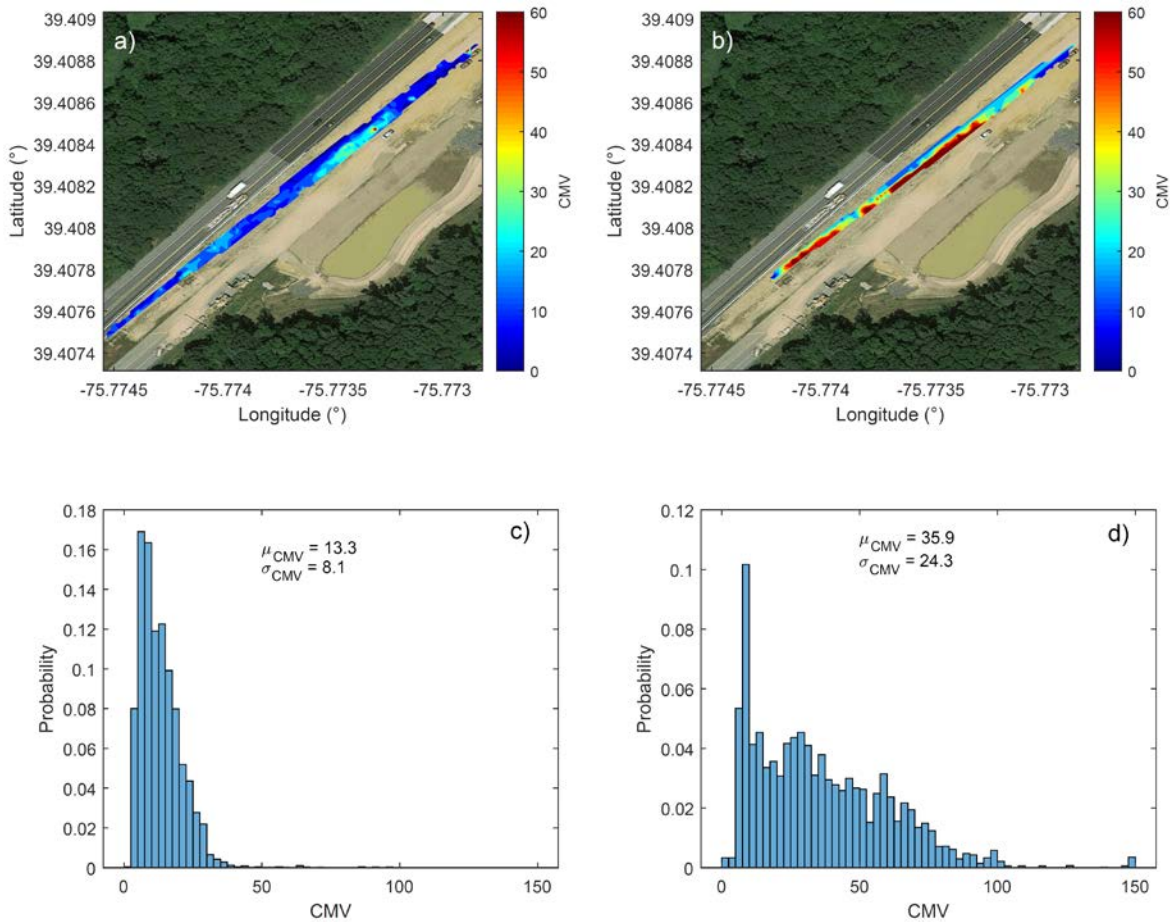 a)
39.409
39.4088
39.4086
39.4084
39.4082
39.408
39.4078
39.4076
39.4074
Latitude (°)
-75.7745 -75.774 -75.7735 -75.773
Longitude (°)
60
50
40
30
20
10
0
CMV
b)
39.409
39.4088
39.4086
39.4084
39.4082
39.408
39.4078
39.4076
39.4074
Latitude (°)
-75.7745 -75.774 -75.7735 -75.773
Longitude (°)
60
50
40
30
20
10
0
CMV
c)
μCMV = 13.3
σCMV = 8.1
0.18
0.16
0.14
0.12
0.1
0.08
0.06
0.04
0.02
0
Probability
0 50 100 150
CMV
d)
μCMV = 35.9
σCMV = 24.3
0.12
0.1
0.08
0.06
0.04
0.02
0
Probability
0 50 100 150
CMV